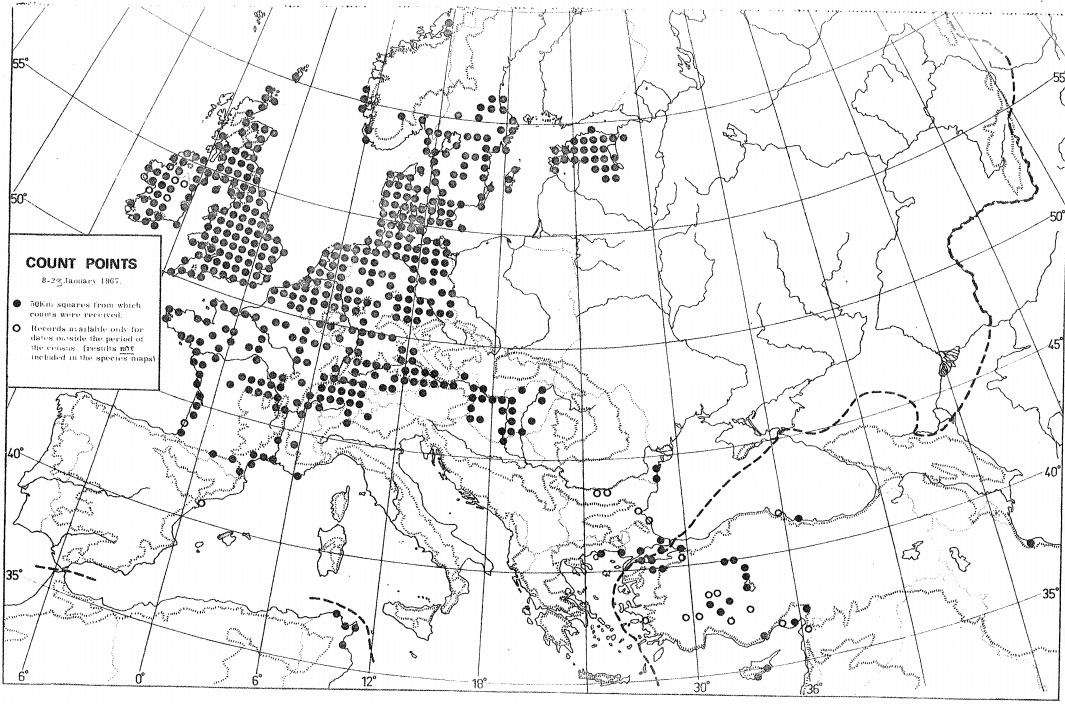 55°
55°
50°
50°
COUNT POINTS
January 1967.
50Km squares from which
counts were received.
Records available only for
dates outside the period of
the census (results not
included in the species maps)
45°
40°
40°
35°
35°
6° 0° 6° 12° 18° 30° 36°